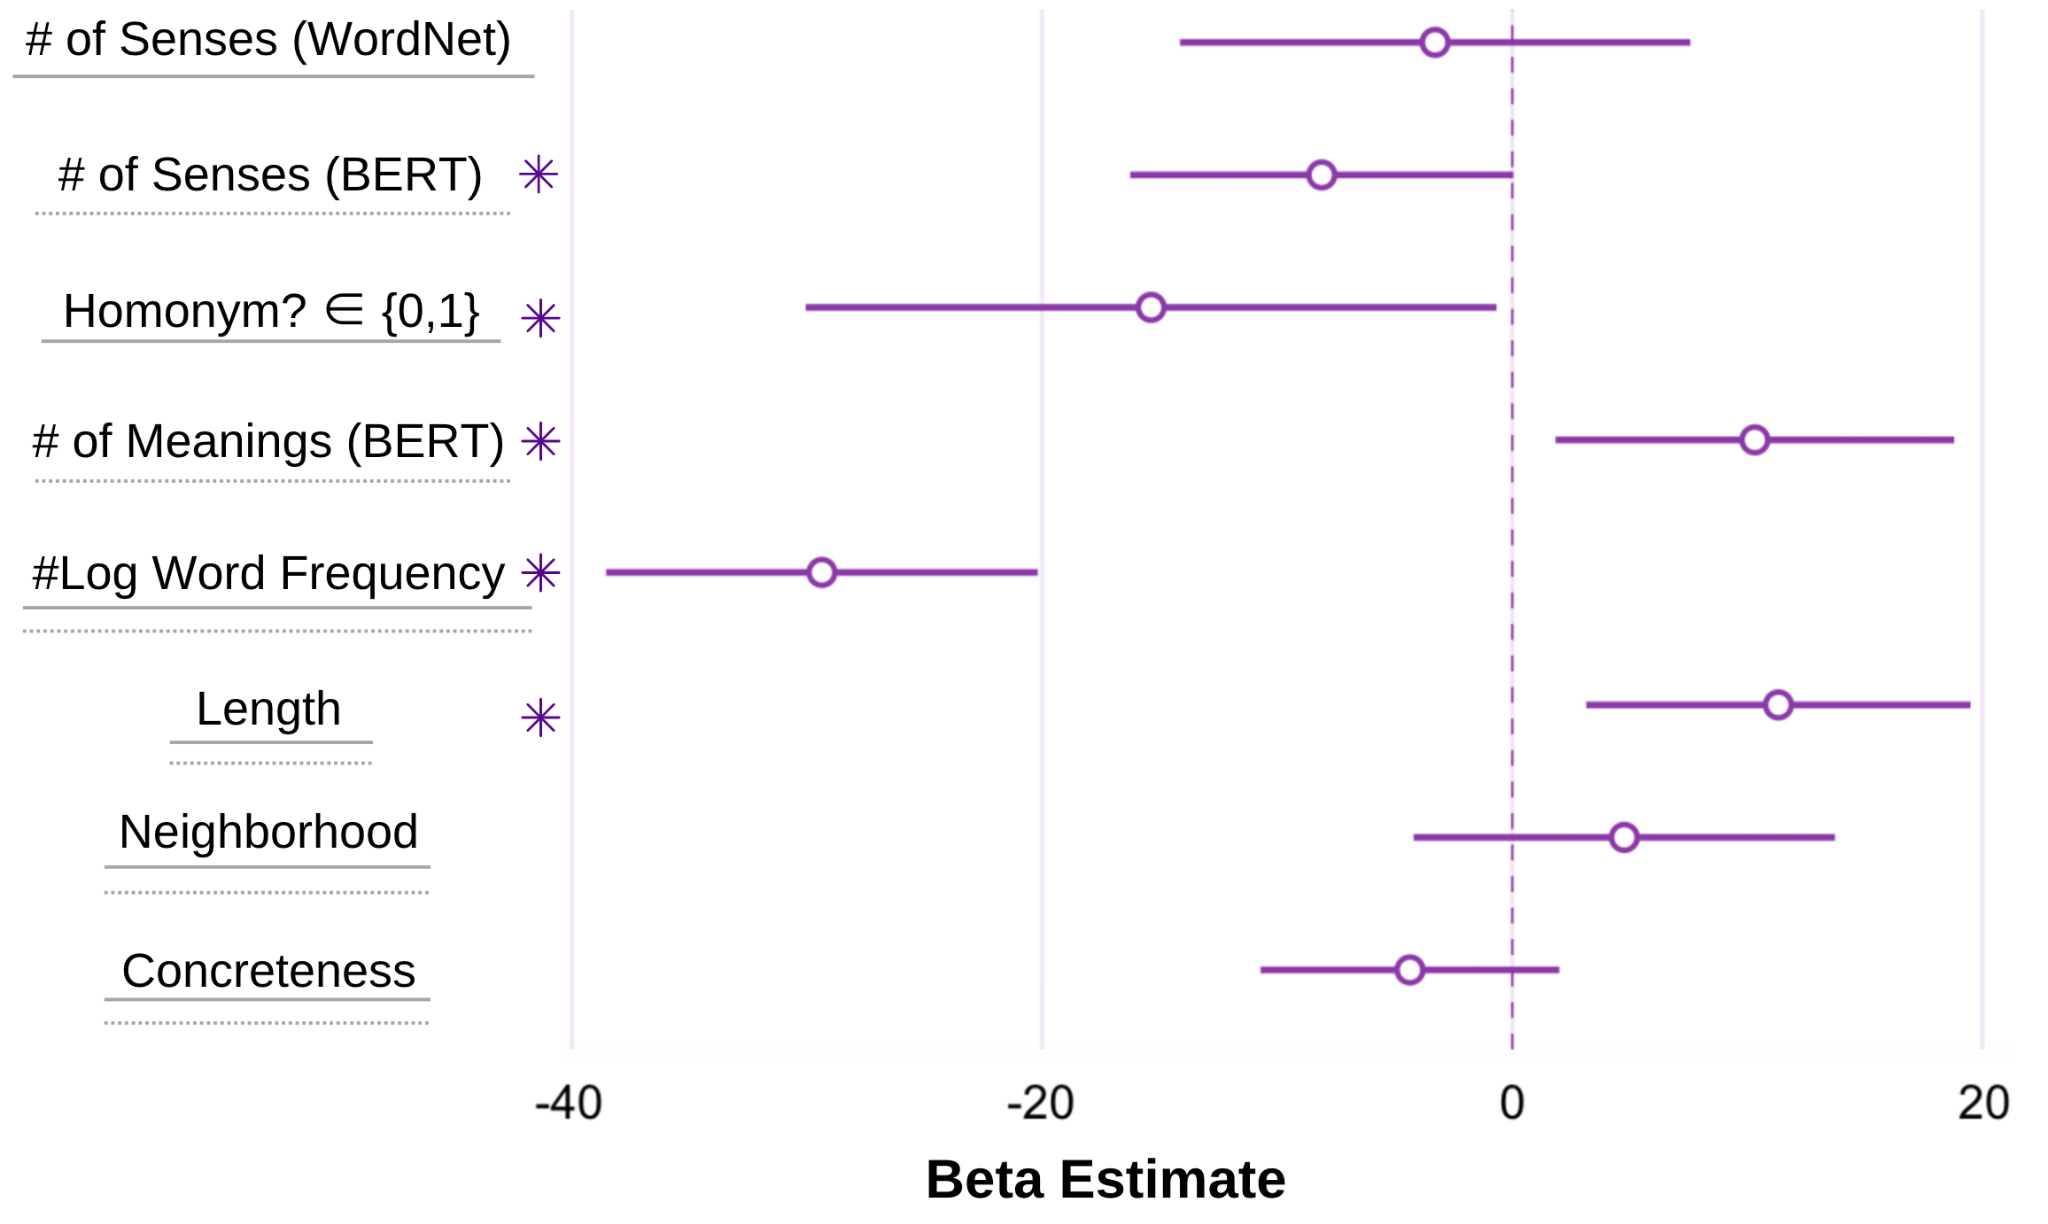 # of Senses (WordNet)
# of Senses (BERT) *
Homonym? ∈ {0,1} *
# of Meanings (BERT) *
#Log Word Frequency *
Length *
Neighborhood
Concreteness
-40 -20 0 20
Beta Estimate